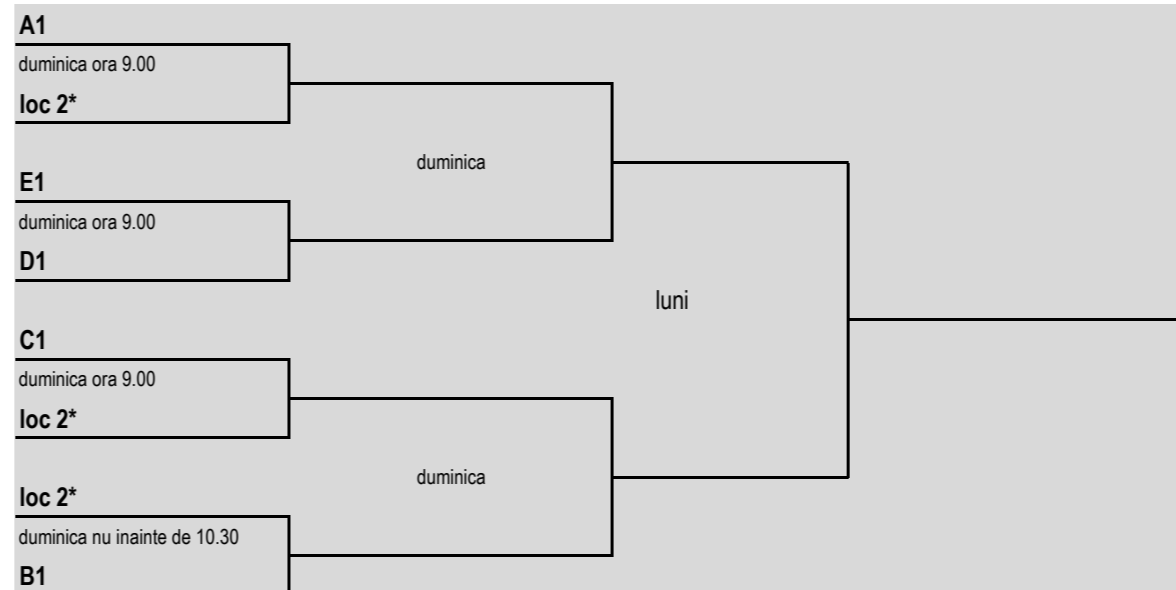 A1
duminica ora 9.00
loc 2*
duminica
E1
duminica ora 9.00
D1
luni
C1
duminica ora 9.00
loc 2*
duminica
loc 2*
duminica nu inainte de 10.30
B1